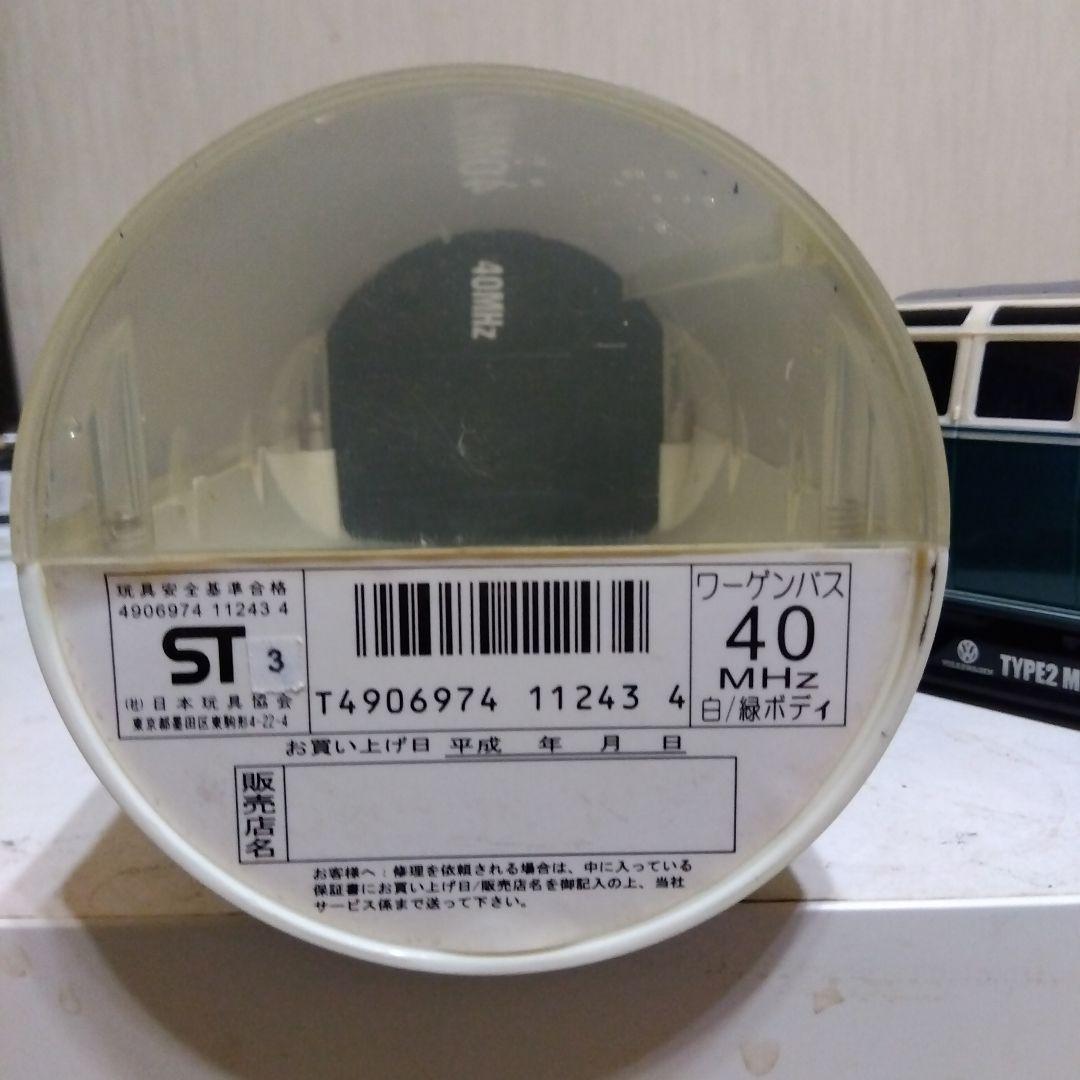 40MHz
玩具安全基準合格
4906974 11243 4
ST 3
(社)日本玩具協会
東京都墨田区東駒形4-22-4
T4906974 11243 4
ワーゲンバス
40
MHz
白/緑ボディ
お買い上げ日 平成 年 月 日
販売店名
お客様へ:修理を依頼される場合は、中に入っている
保証書にお買い上げ日/販売店名を御記入の上、当社
サービス係まで送って下さい。
VOLKSWAGEN
TYPE2 M